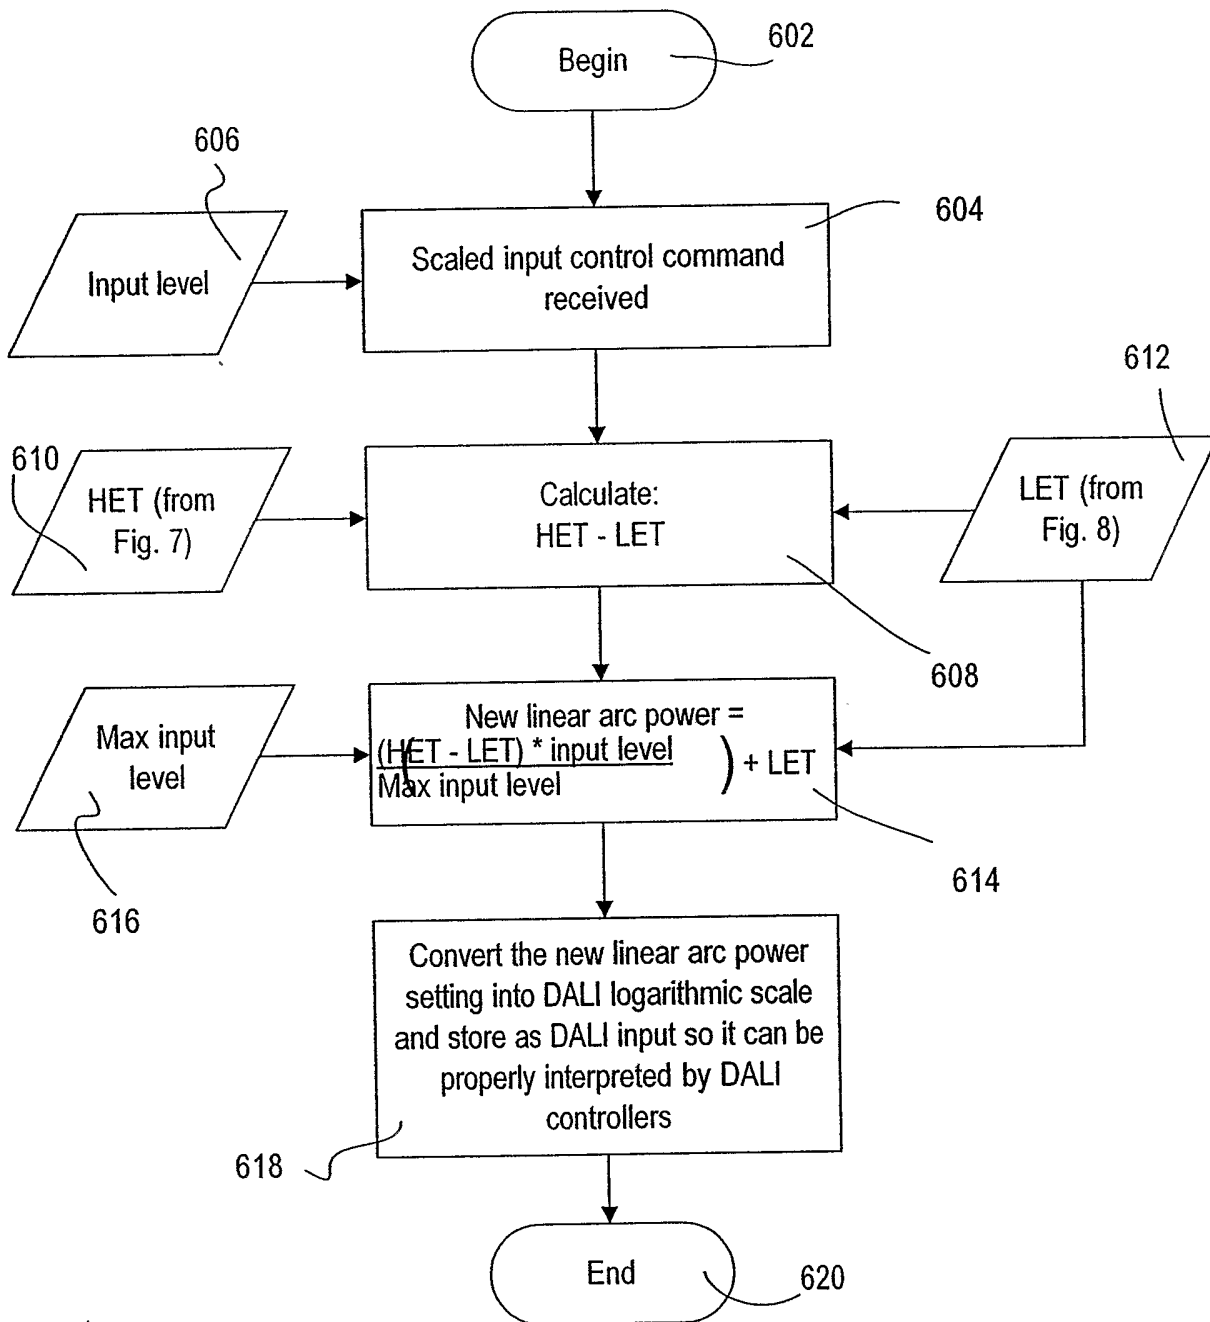 Begin
602
606
604
Input level
Scaled input control command
received
612
610
HET (from
Fig. 7)
Calculate:
HET - LET
LET (from
Fig. 8)
608
Max input
level
New linear arc power =
((HET - LET) * input level
Max input level
) + LET
614
616
Convert the new linear arc power
setting into DALI logarithmic scale
and store as DALI input so it can be
properly interpreted by DALI
controllers
618
End
620